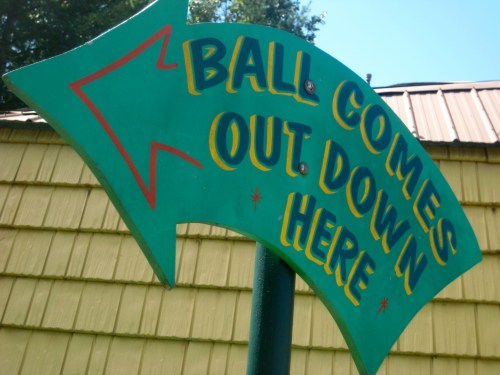 BALL COMES
OUT DOWN
HERE